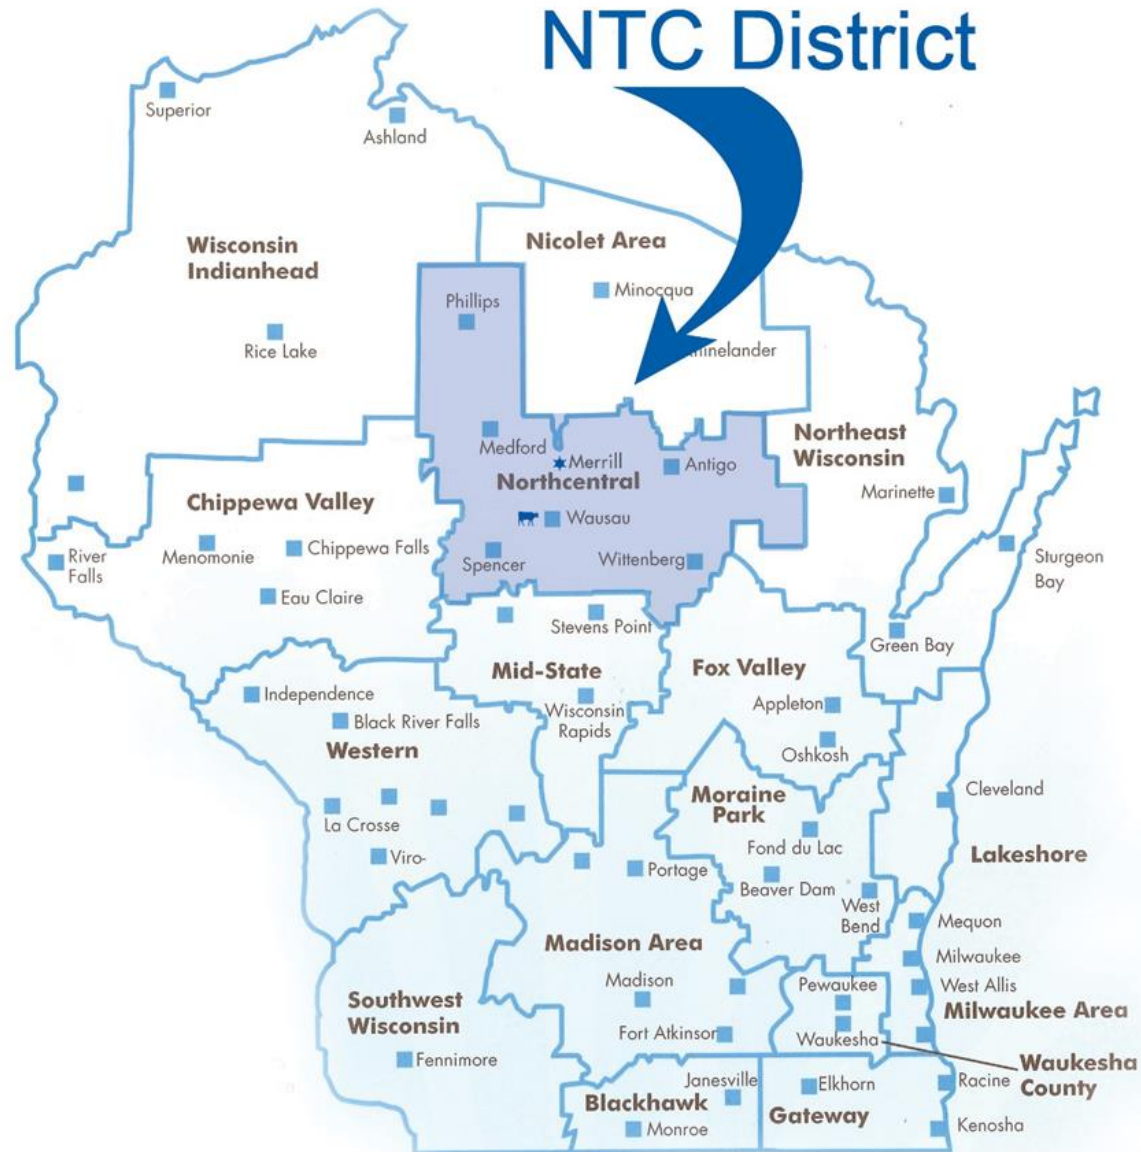 NTC District
Superior
Ashland
Wisconsin
Indianhead
Nicolet Area
Minocqua
Phillips
Rice Lake
Medford
Merrill
Antigo
Northcentral
Northeast
Wisconsin
Marinette
Chippewa Valley
Wausau
Menomonie
Chippewa Falls
River
Falls
Spencer
Wittenberg
Sturgeon
Bay
Eau Claire
Stevens Point
Green Bay
Mid-State
Fox Valley
Independence
Wisconsin
Rapids
Appleton
Black River Falls
Western
Oshkosh
Moraine
Park
Cleveland
La Crosse
Fond du Lac
Viro-
Portage
Lakeshore
Beaver Dam
West
Bend
Mequon
Madison Area
Milwaukee
Madison
Pewaukee
West Allis
Southwest
Wisconsin
Milwaukee Area
Fort Atkinson
Waukesha
Fennimore
Waukesha
County
Janesville
Elkhorn
Racine
Blackhawk
Gateway
Monroe
Kenosha